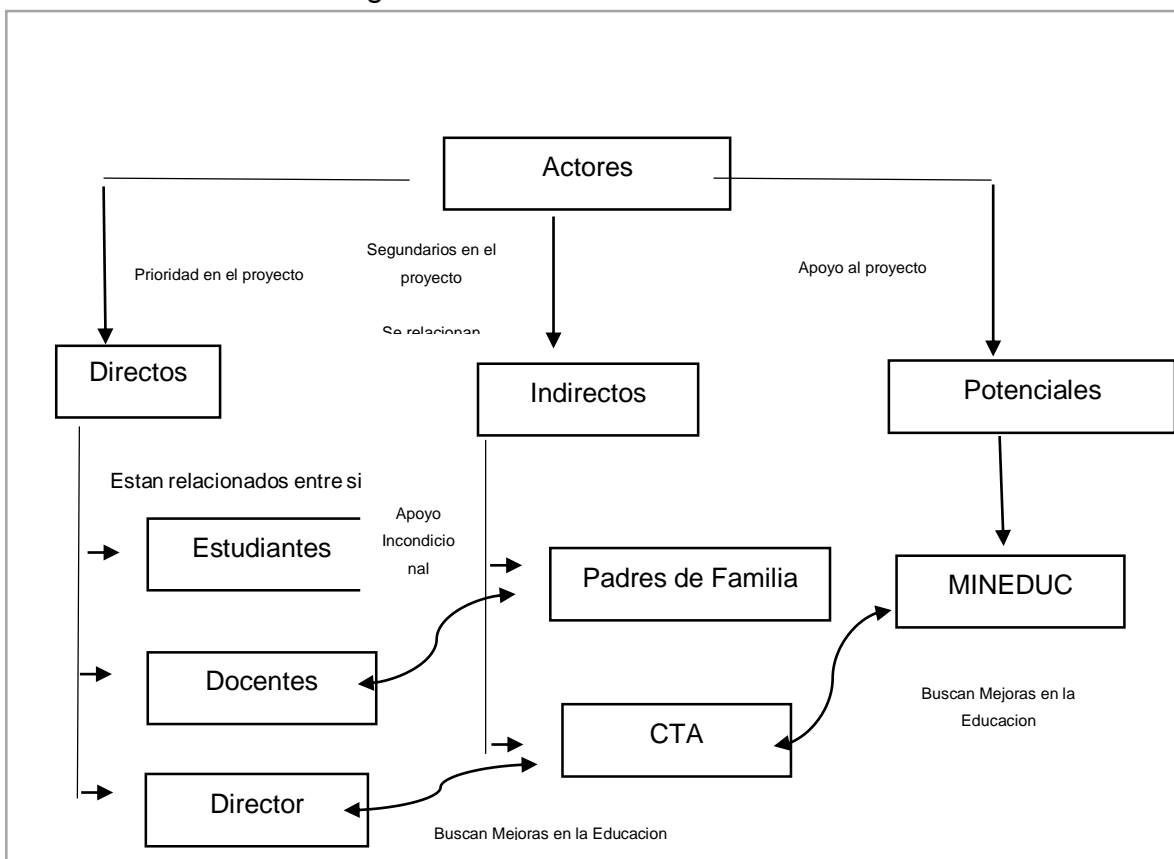 Actores
Prioridad en el proyecto
Segundarios en el
proyecto
Se relacionan
Apoyo al proyecto
Directos
Indirectos
Potenciales
Estan relacionados entre si
Estudiantes
Apoyo
Incondicio
nal
Padres de Familia
MINEDUC
Docentes
Buscan Mejoras en la
Educacion
CTA
Director
Buscan Mejoras en la Educacion